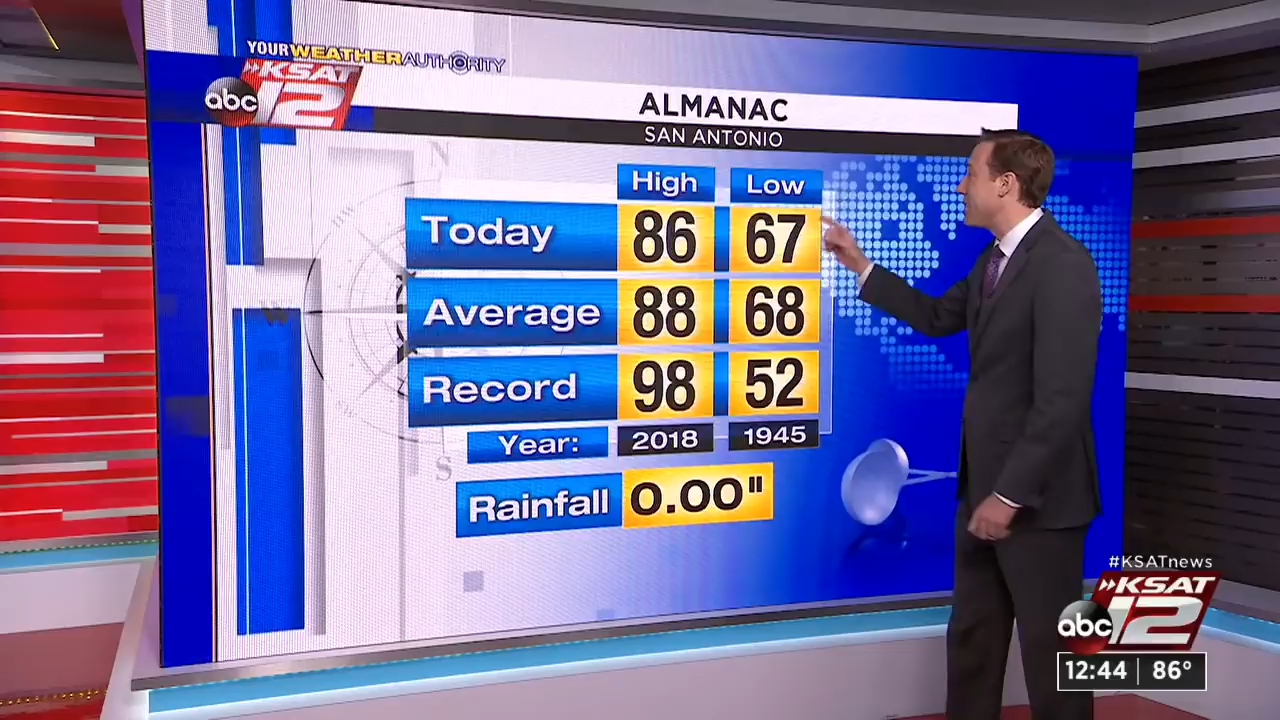 YOUR WEATHER AUTHORITY
abc KSAT 12
ALMANAC
SAN ANTONIO
N
High Low
Today 86 67
Average 88 68
W
Record 98 52
Year: 2018 1945
S
Rainfall 0.00"
#KSATnews
abc KSAT 12
12:44 86°